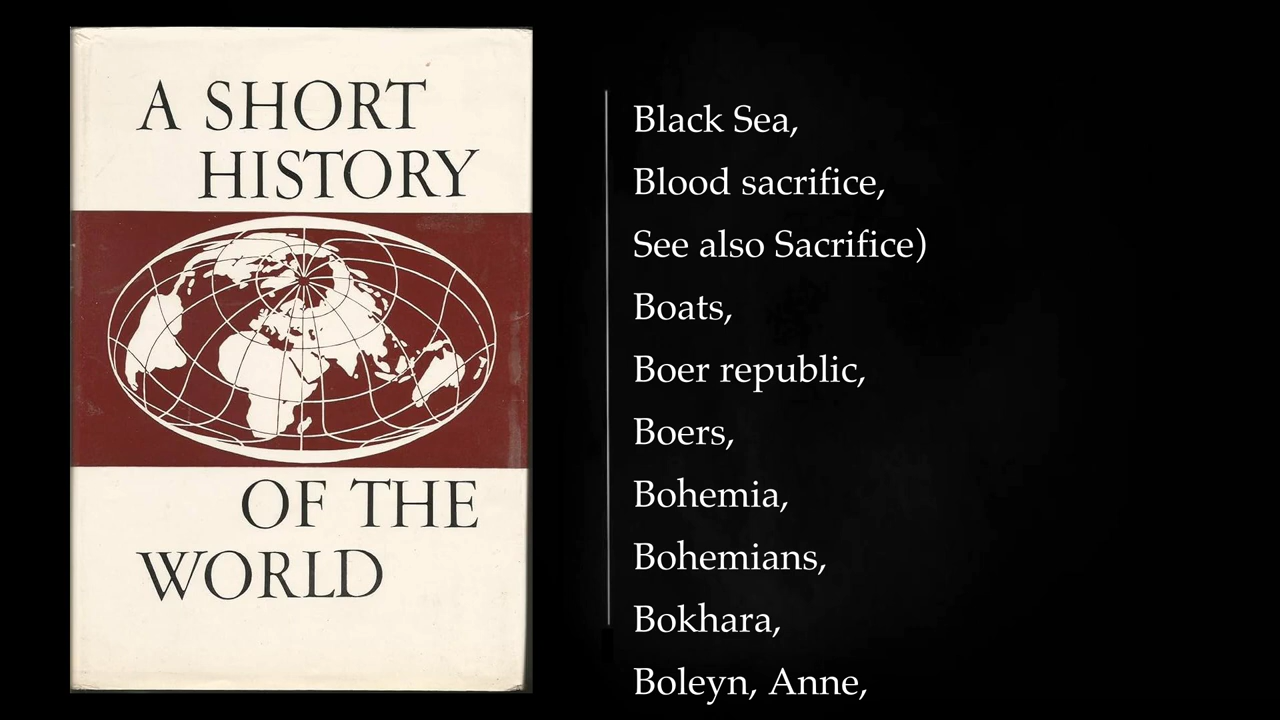 A SHORT
HISTORY
OF THE
WORLD
Black Sea,
Blood sacrifice,
See also Sacrifice)
Boats,
Boer republic,
Boers,
Bohemia,
Bohemians,
Bokhara,
Boleyn, Anne,